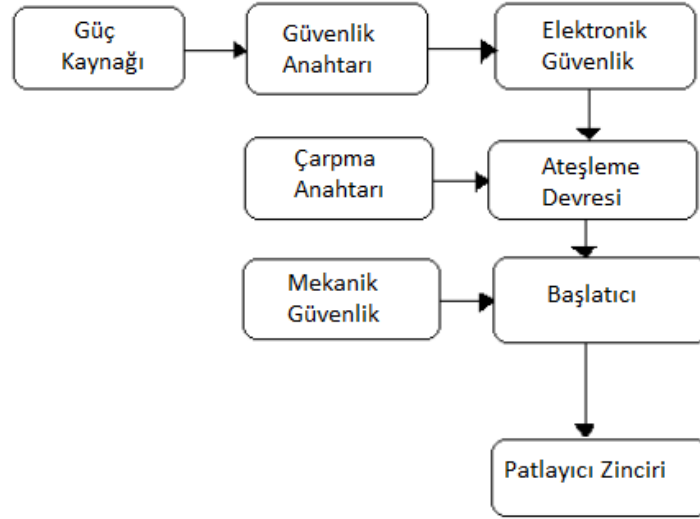 Güç
Kaynağı
Güvenlik
Anahtarı
Elektronik
Güvenlik
Çarpma
Anahtarı
Ateşleme
Devresi
Mekanik
Güvenlik
Başlatıcı
Patlayıcı Zinciri